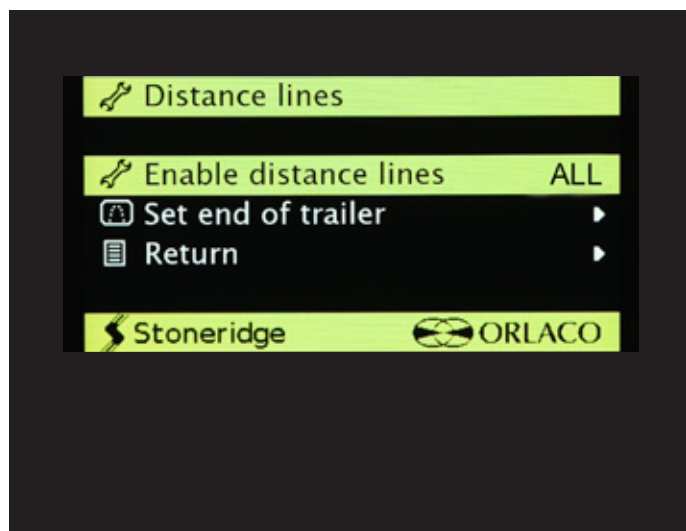 Distance lines
Enable distance lines ALL
Set end of trailer
Return
Stoneridge ORLACO